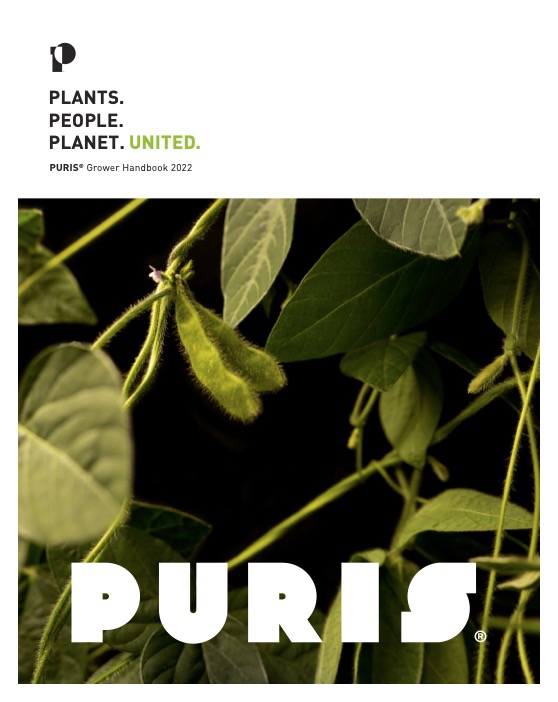 PLANTS.
PEOPLE.
PLANET. UNITED.
PURIS® Grower Handbook 2022
PURIS®